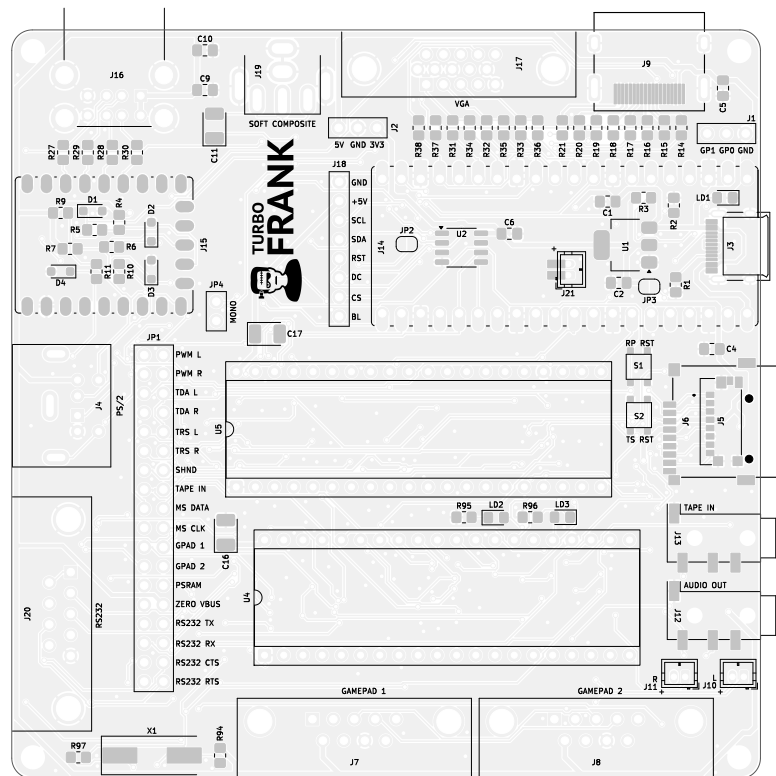 C10
J16
C9
C11
J19
SOFT COMPOSITE
J17
VGA
J9
C5
J2
5V GND 3V3
J1
GP1 GP0 GND
R27
R29
R28
R30
R38
R37
R31
R34
R32
R35
R33
R36
R21
R20
R19
R18
R17
R16
R15
R14
TURBO
FRANK
J18
GND
+5V
SCL
SDA
RST
DC
CS
BL
R9
D1
R4
D2
R5
R7
R6
D4
R11
R10
D3
J15
JP4
MONO
J14
JP2
U2
C6
+
J21
C1
R3
R2
LD1
U1
J3
C2
JP3
R1
C17
JP1
PWM L
PWM R
TDA L
TDA R
TRS L
TRS R
SHND
TAPE IN
MS DATA
MS CLK
GPAD 1
GPAD 2
PSRAM
ZERO VBUS
RS232 TX
RS232 RX
RS232 CTS
RS232 RTS
J4
PS/2
U5
RP RST
S1
S2
TS RST
C4
J6
J5
R95
LD2
R96
LD3
TAPE IN
J13
C16
U4
AUDIO OUT
J12
J20
RS232
R
J11
+
L
J10
+
GAMEPAD 1
GAMEPAD 2
X1
R97
R94
J7
J8